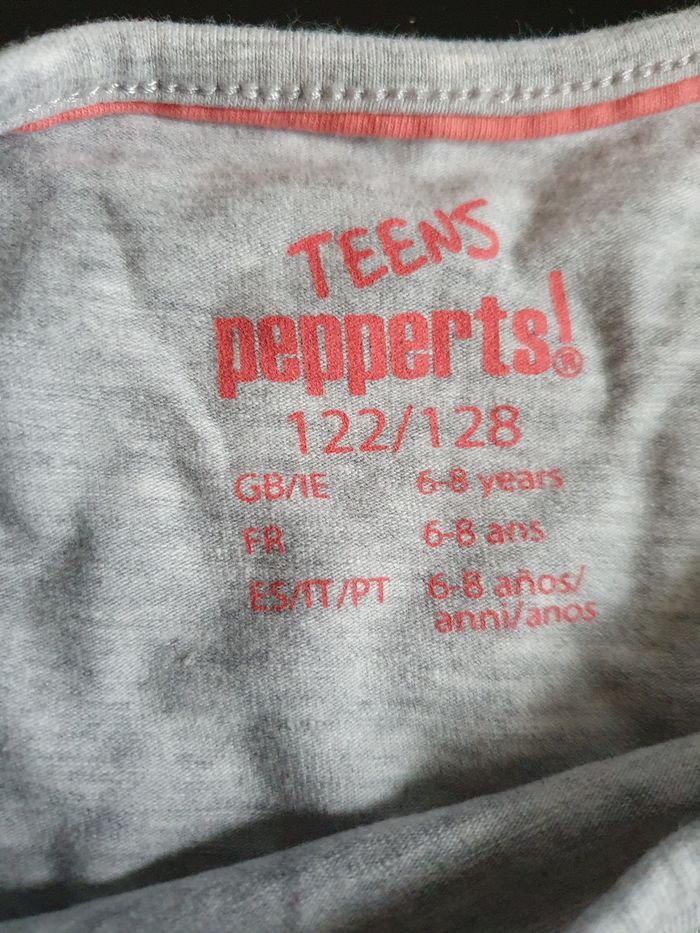 TEENS
pepperts!®
122/128
GB/IE 6-8 years
FR 6-8 ans
ES/IT/PT 6-8 años/
anni/anos